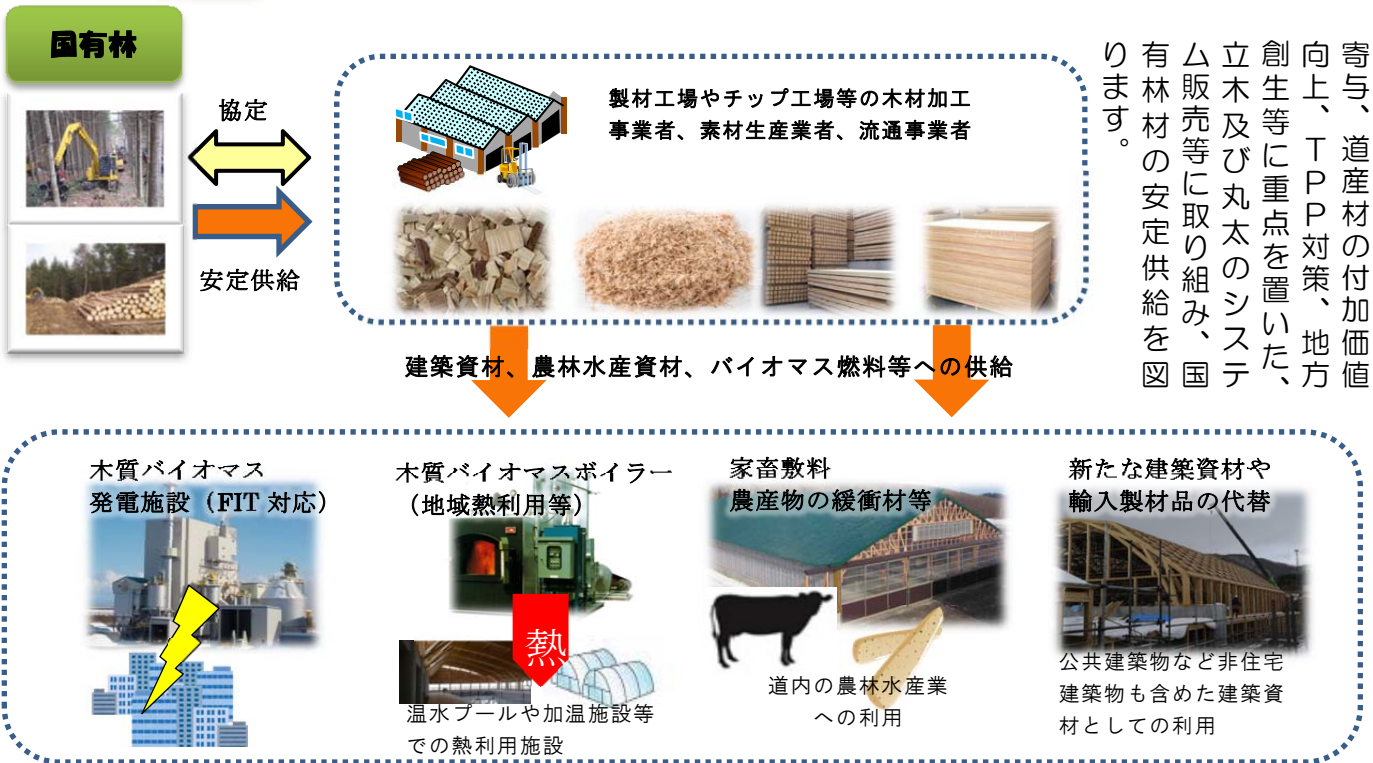 国有林
協定
安定供給
製材工場やチップ工場等の木材加工
事業者、素材生産業者、流通事業者
寄与、道産材の付加価値
向上、ＴＰＰ対策、地方
創生等に重点を置いた、
立木及び丸太のシステ
ム販売等に取り組み、国
有林材の安定供給を図
ります。
建築資材、農林水産資材、バイオマス燃料等への供給
木質バイオマス
発電施設（FIT 対応）
木質バイオマスボイラー
（地域熱利用等）
熱
温水プールや加温施設等
での熱利用施設
家畜敷料
農産物の緩衝材等
道内の農林水産業
への利用
新たな建築資材や
輸入製材品の代替
公共建築物など非住宅
建築物も含めた建築資
材としての利用